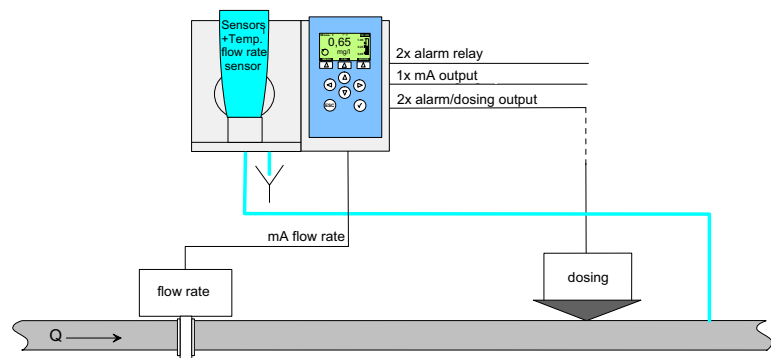 Sensors
+Temp.
flow rate
sensor
0,65
mg/l
ESC
2x alarm relay
1x mA output
2x alarm/dosing output
mA flow rate
flow rate
dosing
Q